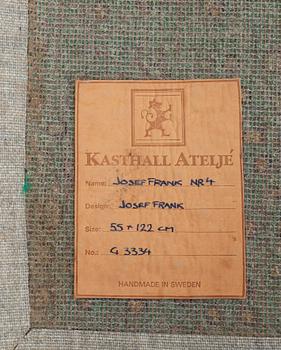 KASTHALL ATELJÉ
Name: JOSEF FRANK NR 4
Design: JOSEF FRANK
Size: 55 + 122 CM
No.: G 3334
HANDMADE IN SWEDEN